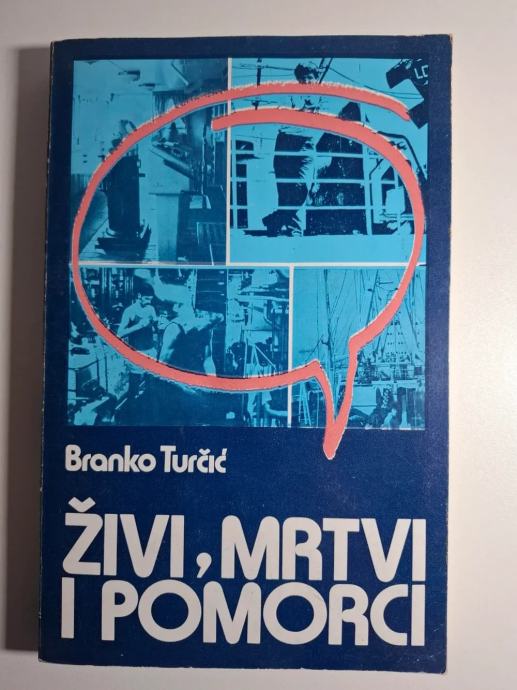 Branko Turčić
ŽIVI, MRTVI
I POMORCI